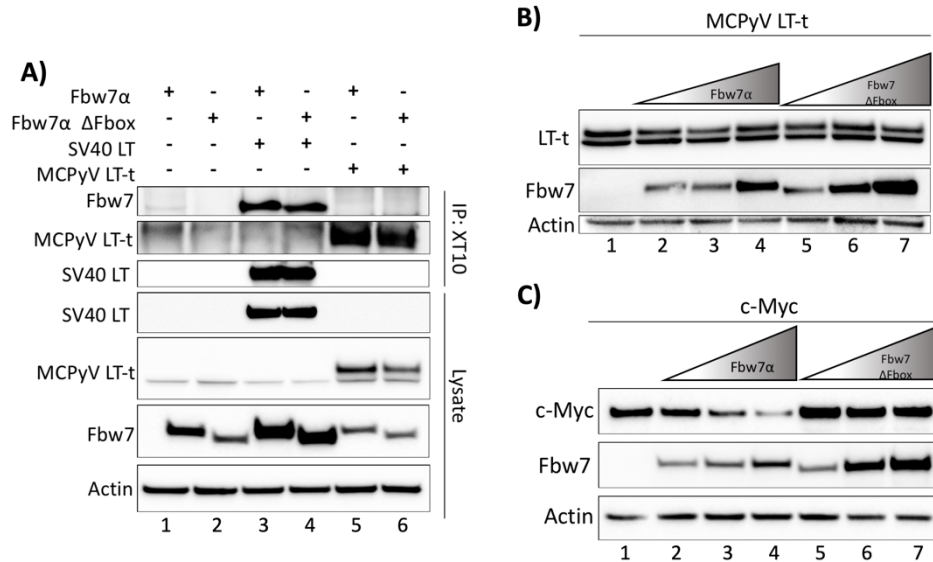 A)
Fbw7α + - + - + -
Fbw7α ΔFbox - + - + - +
SV40 LT - - + + - -
MCPyV LT-t - - - - + +
Fbw7
MCPyV LT-t
SV40 LT
IP: XT10
SV40 LT
MCPyV LT-t
Fbw7
Actin
Lysate
1 2 3 4 5 6
B)
MCPyV LT-t
Fbw7α
Fbw7
ΔFbox
LT-t
Fbw7
Actin
1 2 3 4 5 6 7
C)
c-Myc
Fbw7α
Fbw7
ΔFbox
c-Myc
Fbw7
Actin
1 2 3 4 5 6 7